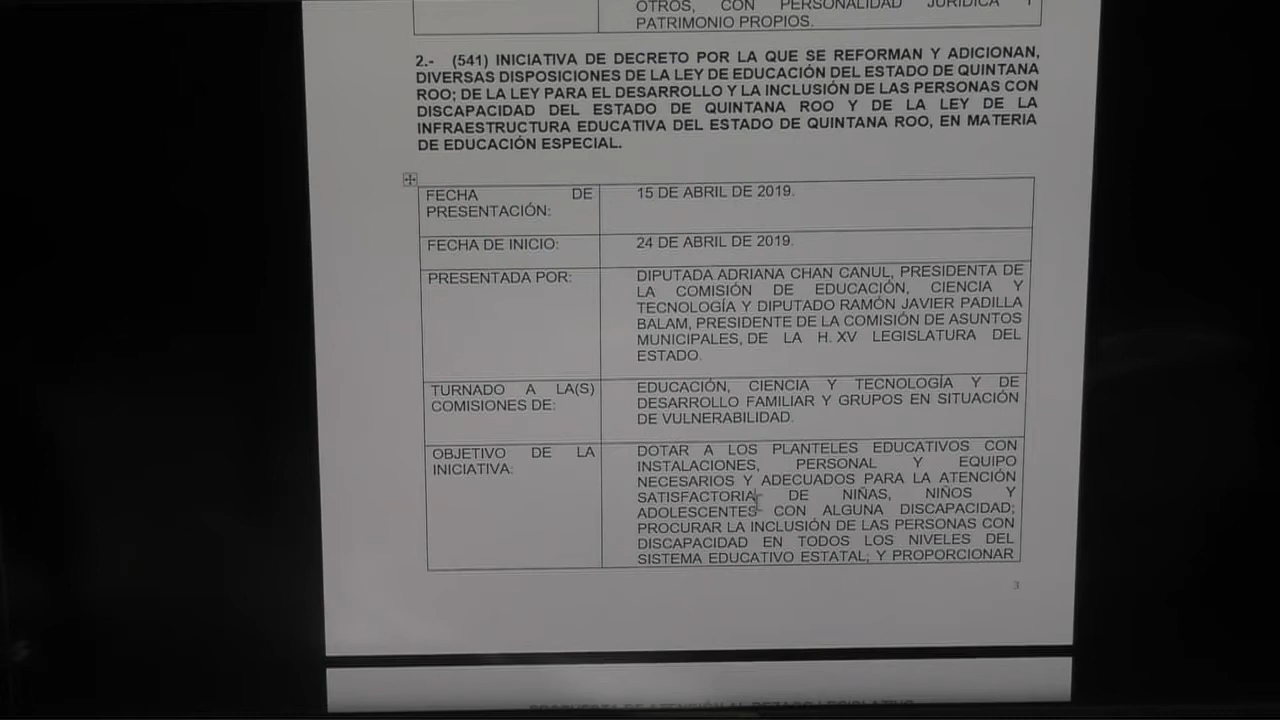 OTROS, CON PERSONALIDAD JURÍDICA Y
PATRIMONIO PROPIOS.
2.- (541) INICIATIVA DE DECRETO POR LA QUE SE REFORMAN Y ADICIONAN,
DIVERSAS DISPOSICIONES DE LA LEY DE EDUCACIÓN DEL ESTADO DE QUINTANA
ROO; DE LA LEY PARA EL DESARROLLO Y LA INCLUSIÓN DE LAS PERSONAS CON
DISCAPACIDAD DEL ESTADO DE QUINTANA ROO Y DE LA LEY DE LA
INFRAESTRUCTURA EDUCATIVA DEL ESTADO DE QUINTANA ROO, EN MATERIA
DE EDUCACIÓN ESPECIAL.
FECHA DE
PRESENTACIÓN:
15 DE ABRIL DE 2019.
FECHA DE INICIO:
24 DE ABRIL DE 2019.
PRESENTADA POR:
DIPUTADA ADRIANA CHAN CANUL, PRESIDENTA DE
LA COMISIÓN DE EDUCACIÓN, CIENCIA Y
TECNOLOGÍA Y DIPUTADO RAMÓN JAVIER PADILLA
BALAM, PRESIDENTE DE LA COMISIÓN DE ASUNTOS
MUNICIPALES, DE LA H. XV LEGISLATURA DEL
ESTADO.
TURNADO A LA(S)
COMISIONES DE:
EDUCACIÓN, CIENCIA Y TECNOLOGÍA Y DE
DESARROLLO FAMILIAR Y GRUPOS EN SITUACIÓN
DE VULNERABILIDAD.
OBJETIVO DE LA
INICIATIVA:
DOTAR A LOS PLANTELES EDUCATIVOS CON
INSTALACIONES, PERSONAL Y EQUIPO
NECESARIOS Y ADECUADOS PARA LA ATENCIÓN
SATISFACTORIA DE NIÑAS, NIÑOS Y
ADOLESCENTES CON ALGUNA DISCAPACIDAD;
PROCURAR LA INCLUSIÓN DE LAS PERSONAS CON
DISCAPACIDAD EN TODOS LOS NIVELES DEL
SISTEMA EDUCATIVO ESTATAL; Y PROPORCIONAR
3
PROPUESTA DE ATENCIÓN AL REZAGO LEGISLATIVO